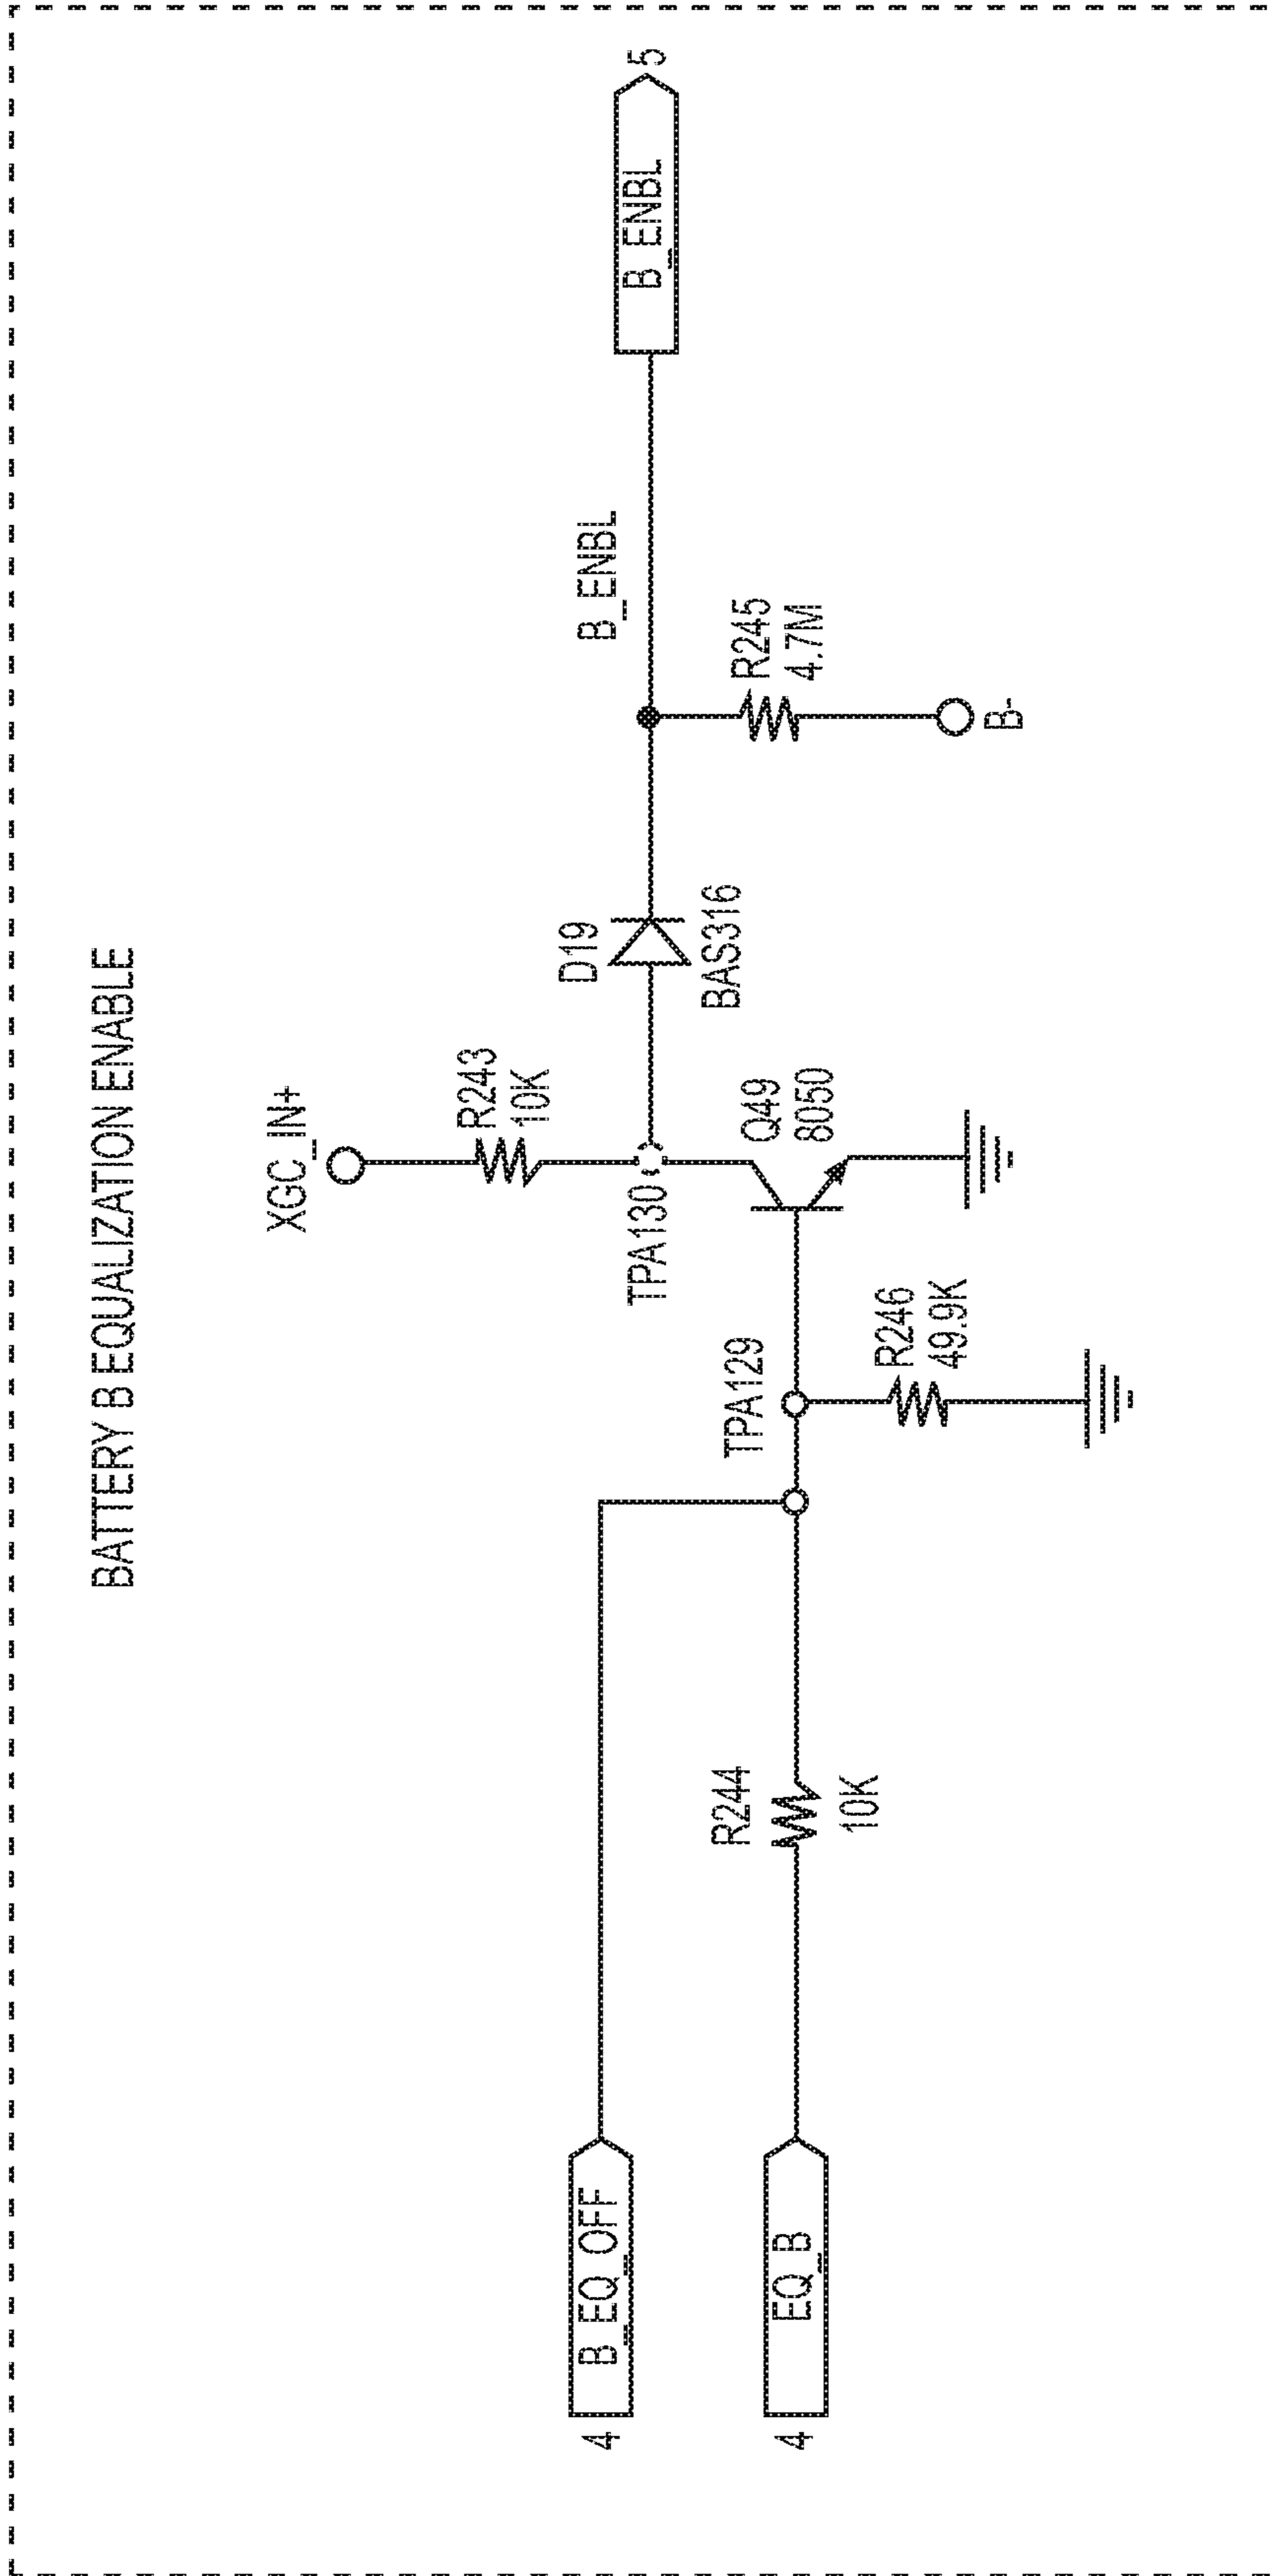 BATTERY B EQUALIZATION ENABLE
XGC_IN+
R243
10K
TPA130
D19
BAS316
B_ENBL
B_ENBL
5
R245
4.7M
B-
Q49
8050
TPA129
R246
49.9K
4
B_EQ_OFF
4
EQ_B
R244
10K